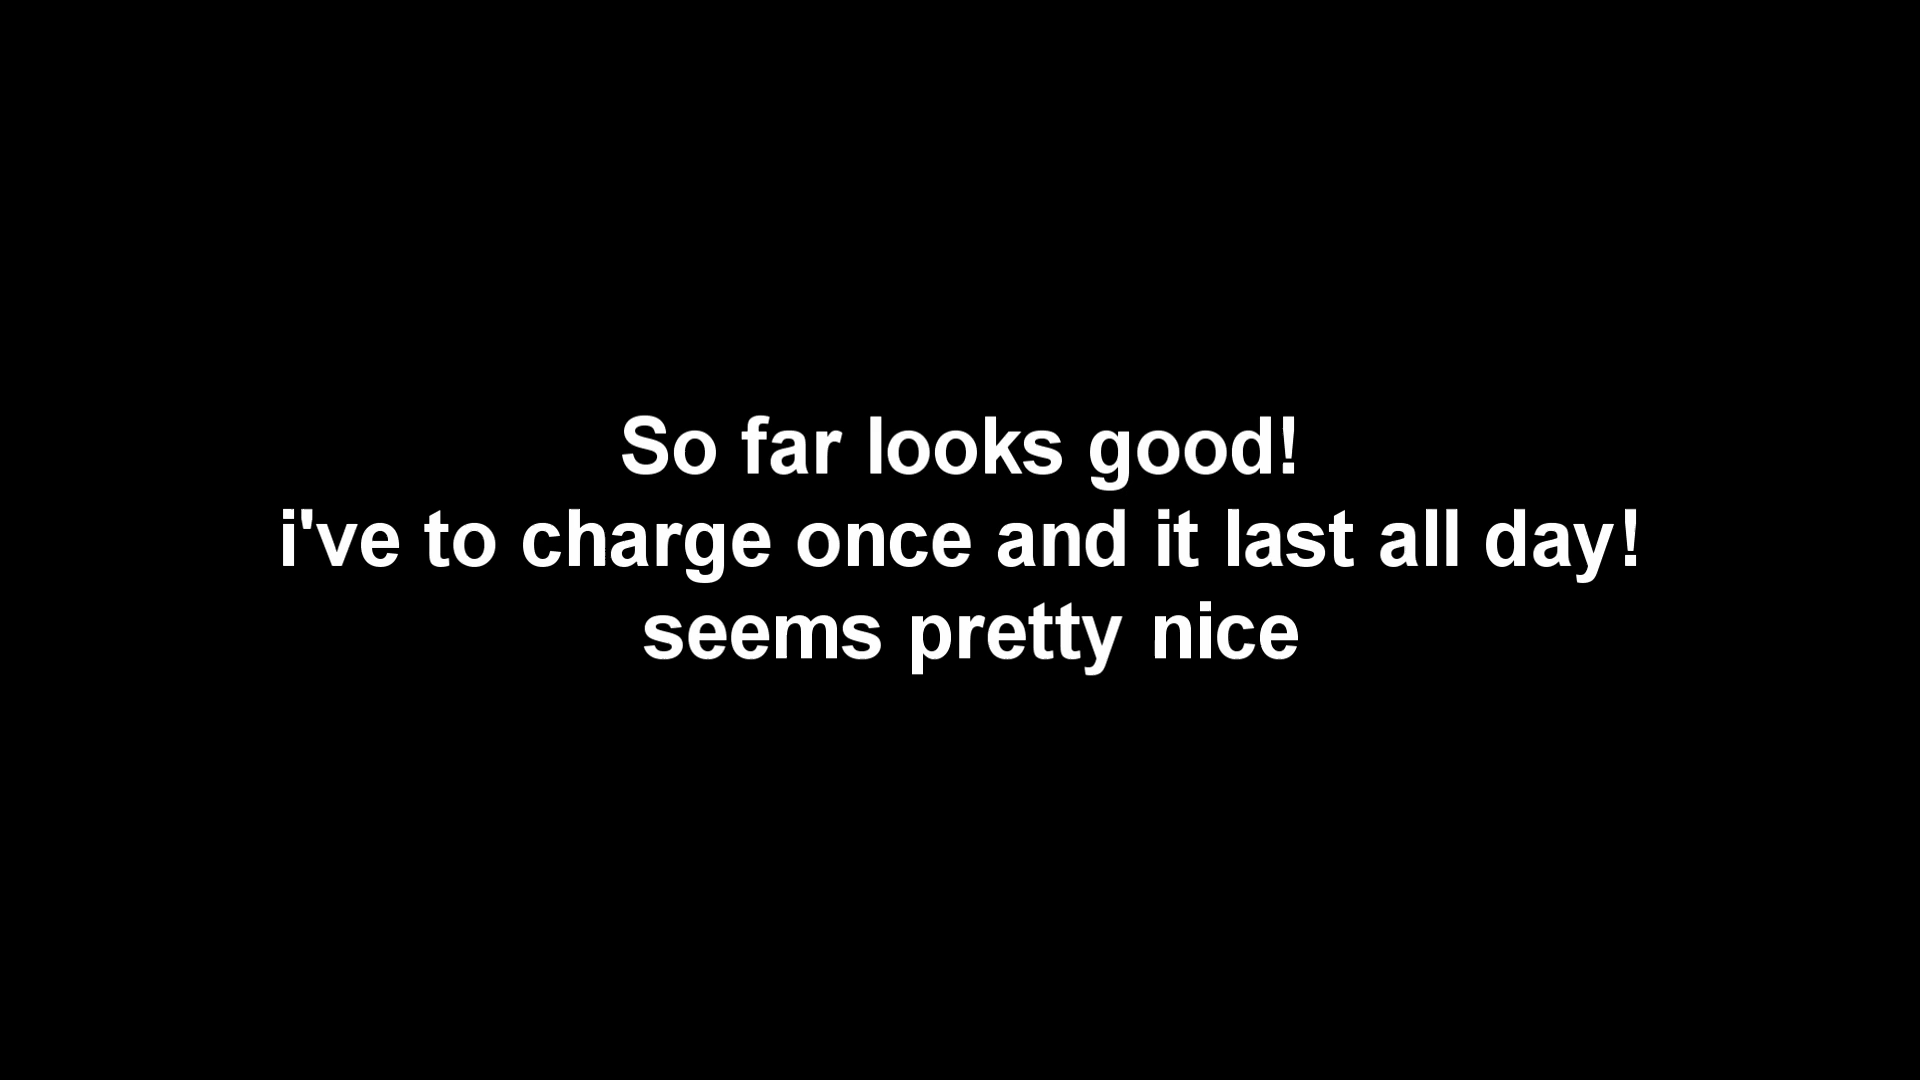 So far looks good!
i've to charge once and it last all day!
seems pretty nice